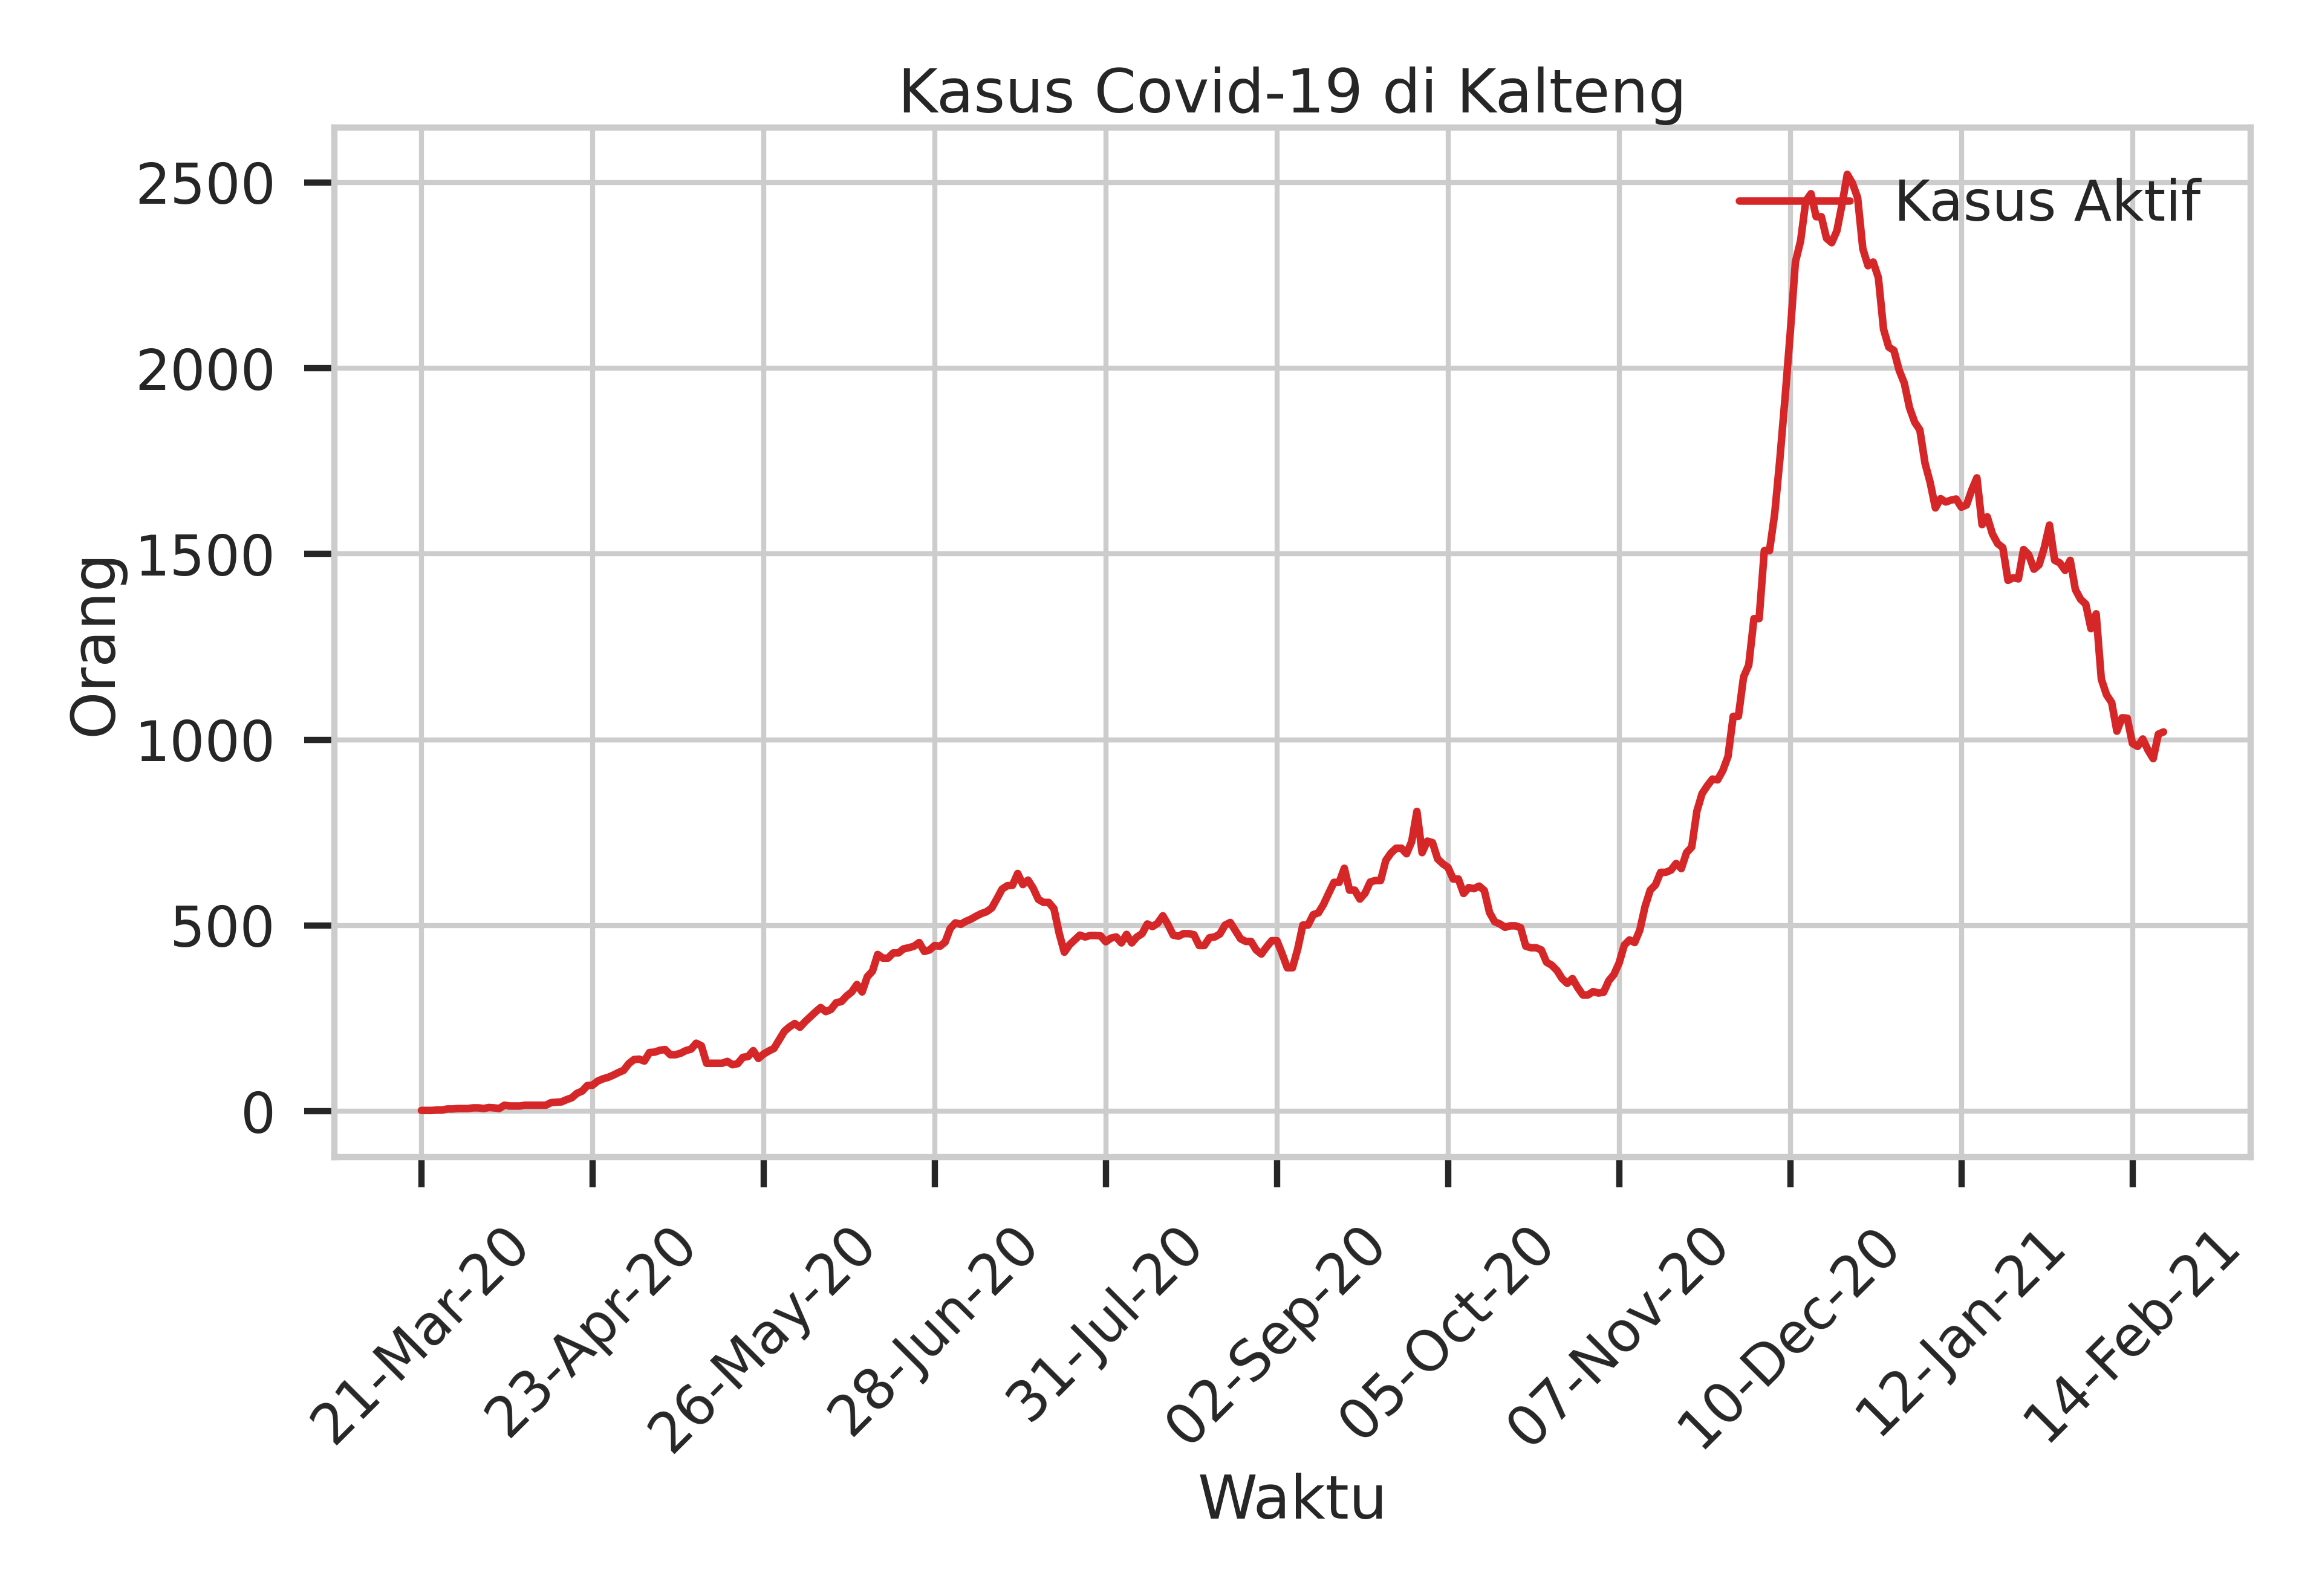 Kasus Covid-19 di Kalteng
Kasus Aktif
Orang
2500
2000
1500
1000
500
0
21-Mar-20
23-Apr-20
26-May-20
28-Jun-20
31-Jul-20
02-Sep-20
05-Oct-20
07-Nov-20
10-Dec-20
12-Jan-21
14-Feb-21
Waktu